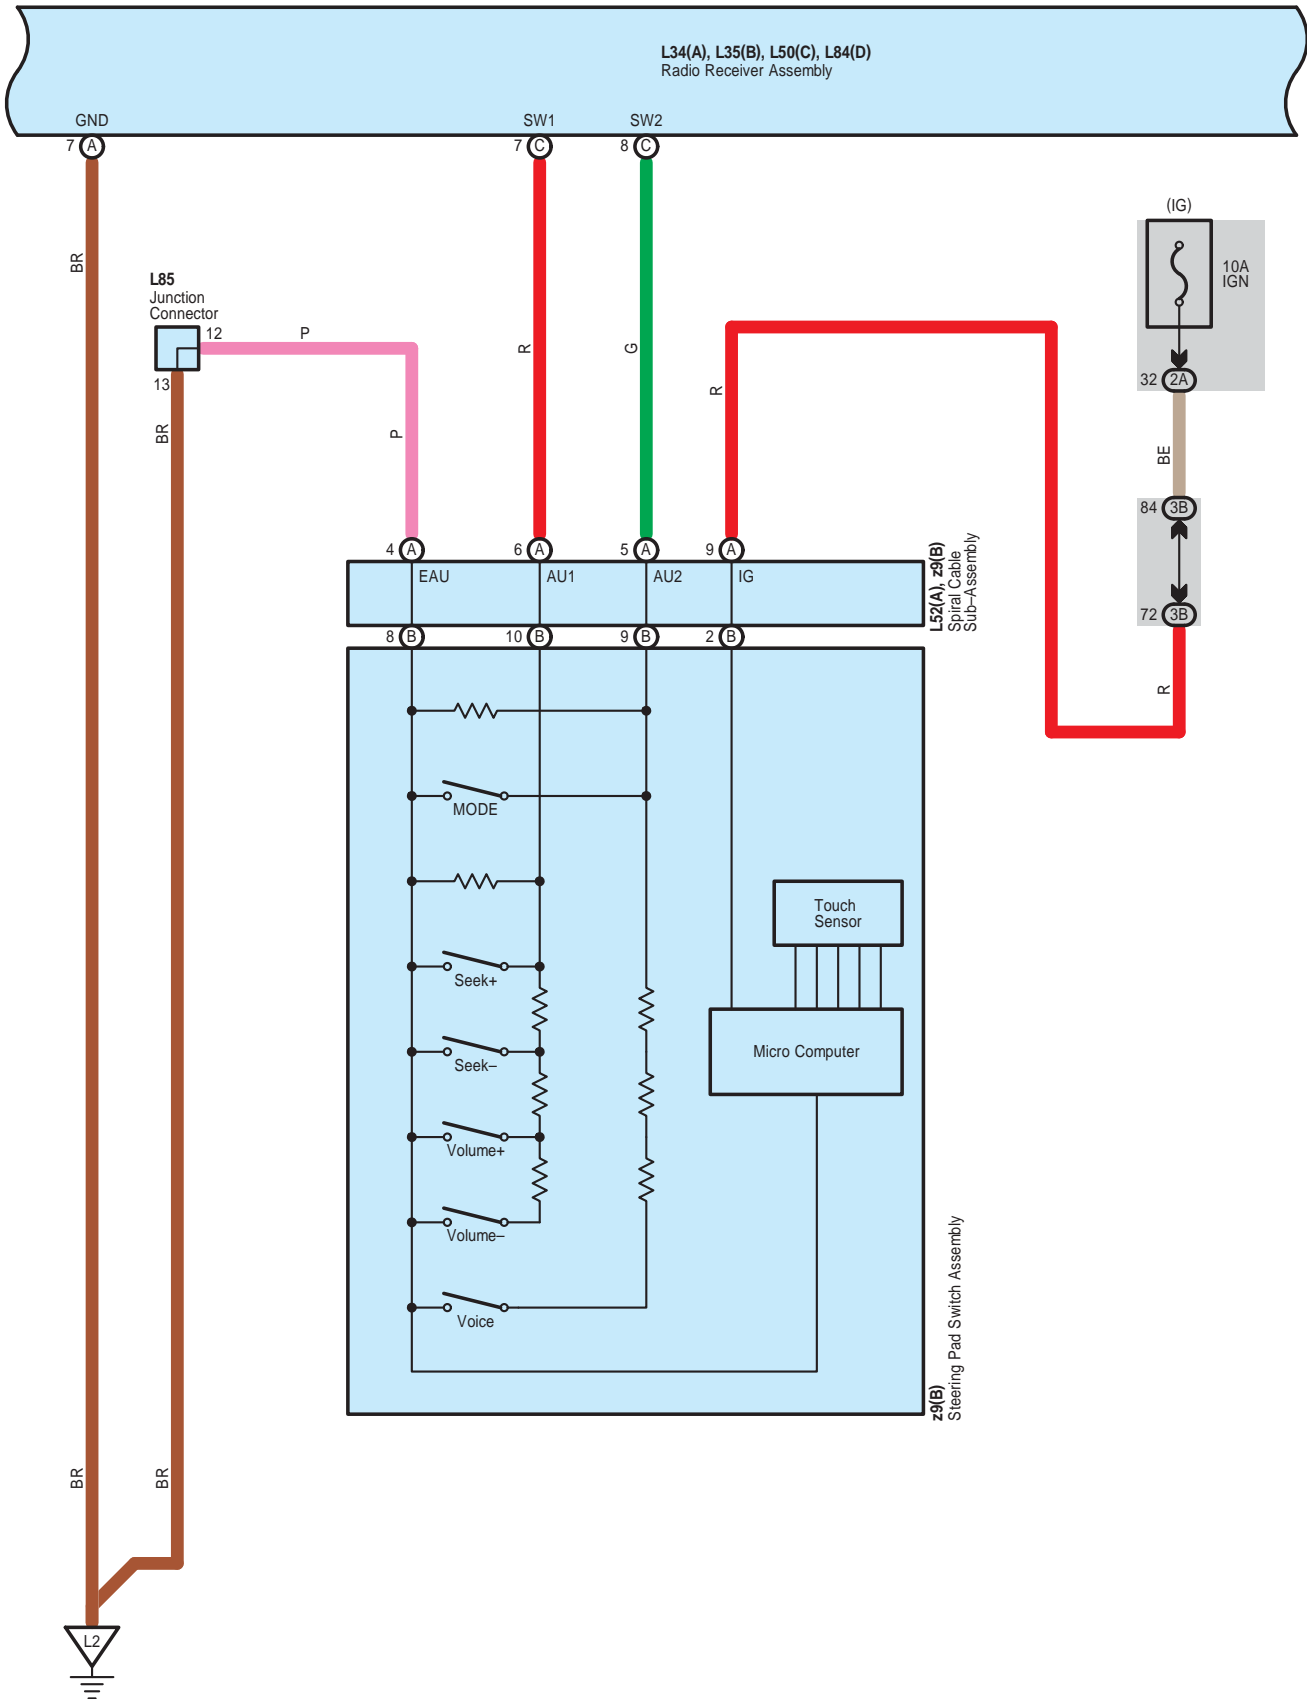 L34(A), L35(B), L50(C), L84(D)
Radio Receiver Assembly
GND
SW1
SW2
7 A
7 C
8 C
(IG)
10A
IGN
32 2A
BR
L85
Junction
Connector
12
P
13
R
G
R
BR
P
BE
84 3B
72 3B
R
4 A
6 A
5 A
9 A
EAU
AU1
AU2
IG
L52(A), z9(B)
Spiral Cable
Sub–Assembly
8 B
10 B
9 B
2 B
MODE
Touch
Sensor
Seek+
Micro Computer
Seek–
Volume+
Volume–
Voice
z9(B)
Steering Pad Switch Assembly
BR
BR
L2